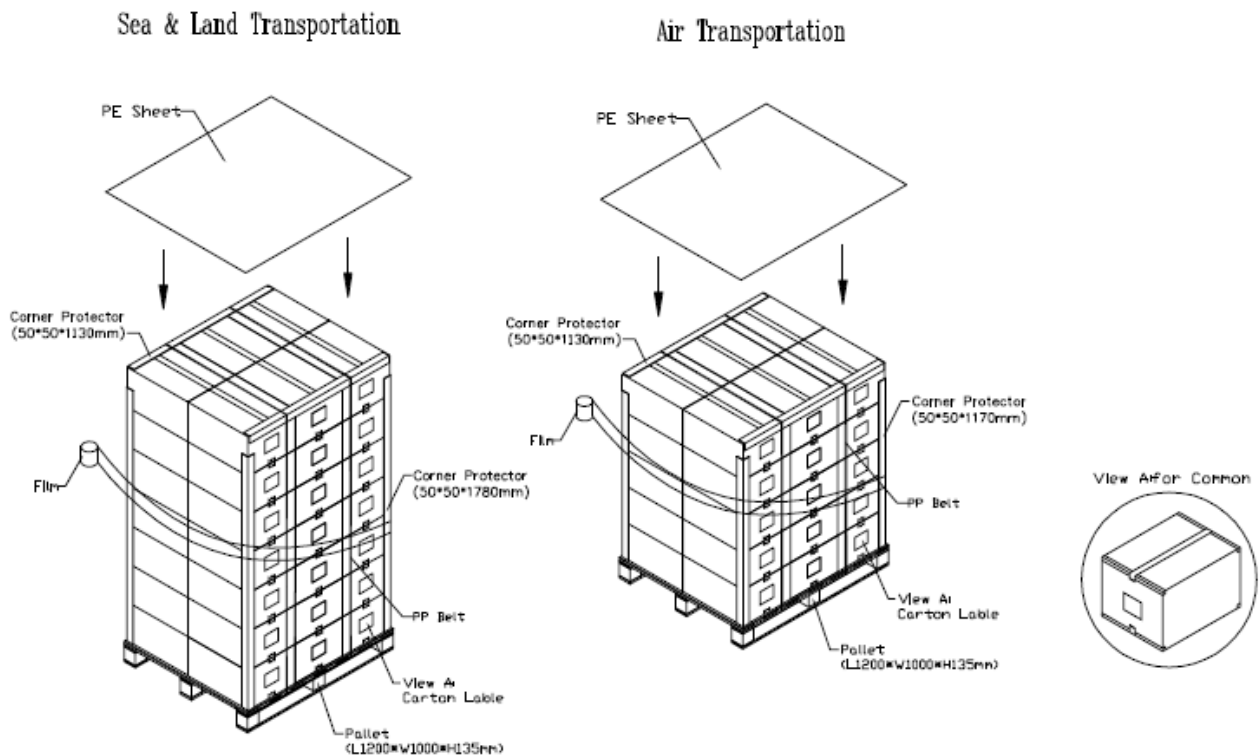 Sea & Land Transportation
PE Sheet
Corner Protector
(50*50*1130mm)
Film
Corner Protector
(50*50*1780mm)
PP Belt
View A:
Carton Lable
Pallet
(L1200*W1000*H135mm)
Air Transportation
PE Sheet
Corner Protector
(50*50*1130mm)
Film
Corner Protector
(50*50*1170mm)
PP Belt
View A:
Carton Lable
Pallet
(L1200*W1000*H135mm)
View A:for Common